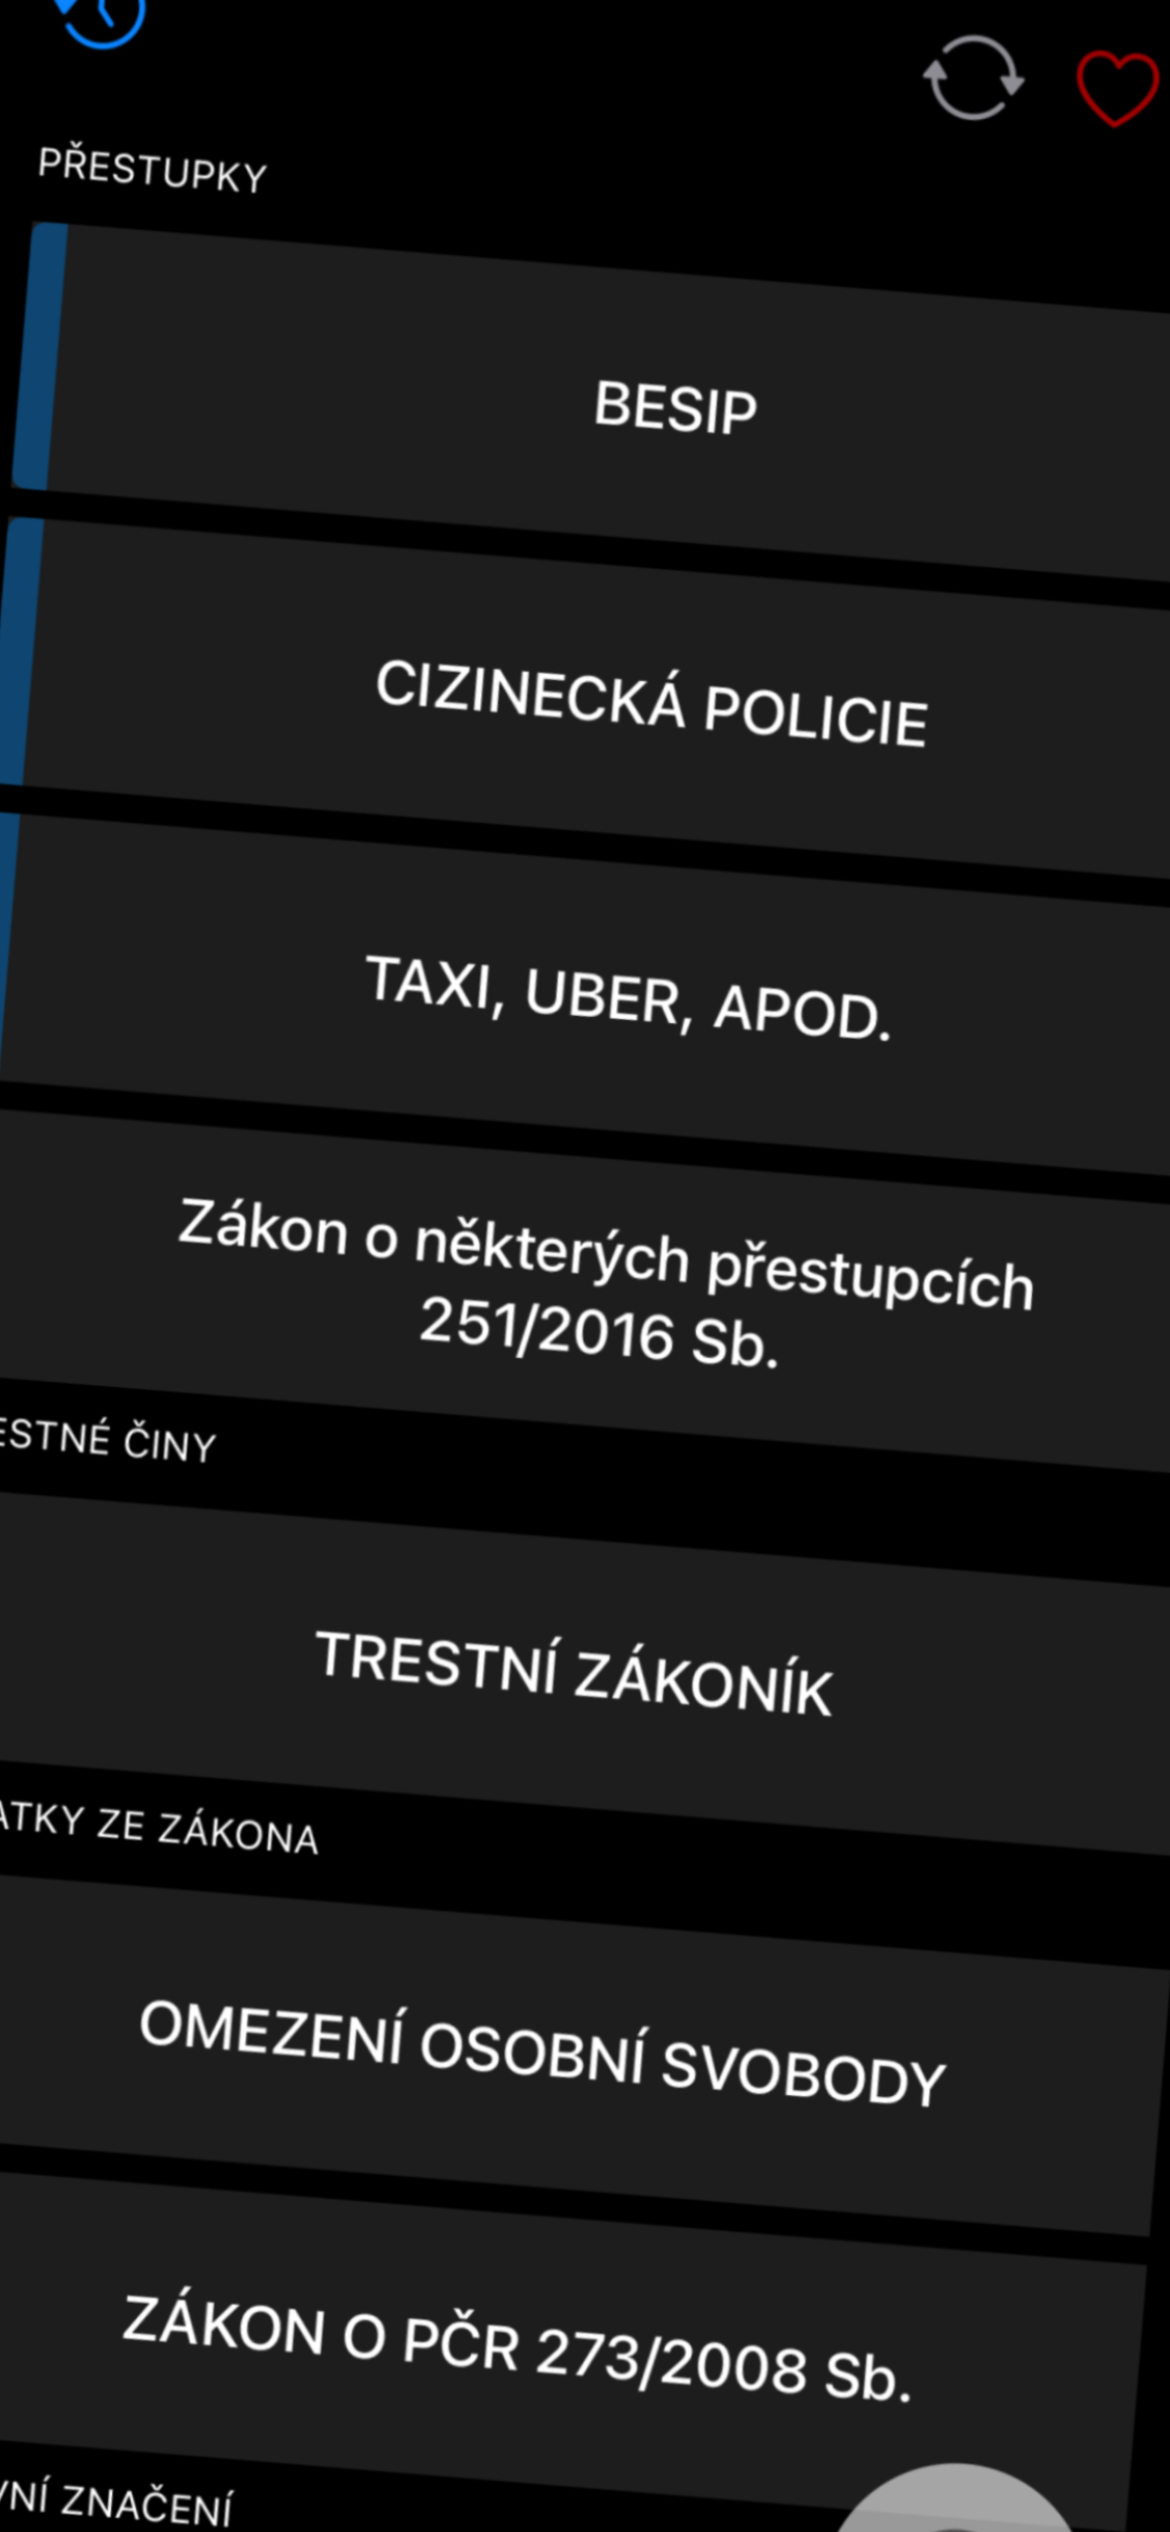 PŘESTUPKY
BESIP
CIZINECKÁ POLICIE
TAXI, UBER, APOD.
Zákon o některých přestupcích
251/2016 Sb.
ESTNÉ ČINY
TRESTNÍ ZÁKONÍK
ATKY ZE ZÁKONA
OMEZENÍ OSOBNÍ SVOBODY
ZÁKON O PČR 273/2008 Sb.
VNÍ ZNAČENÍ